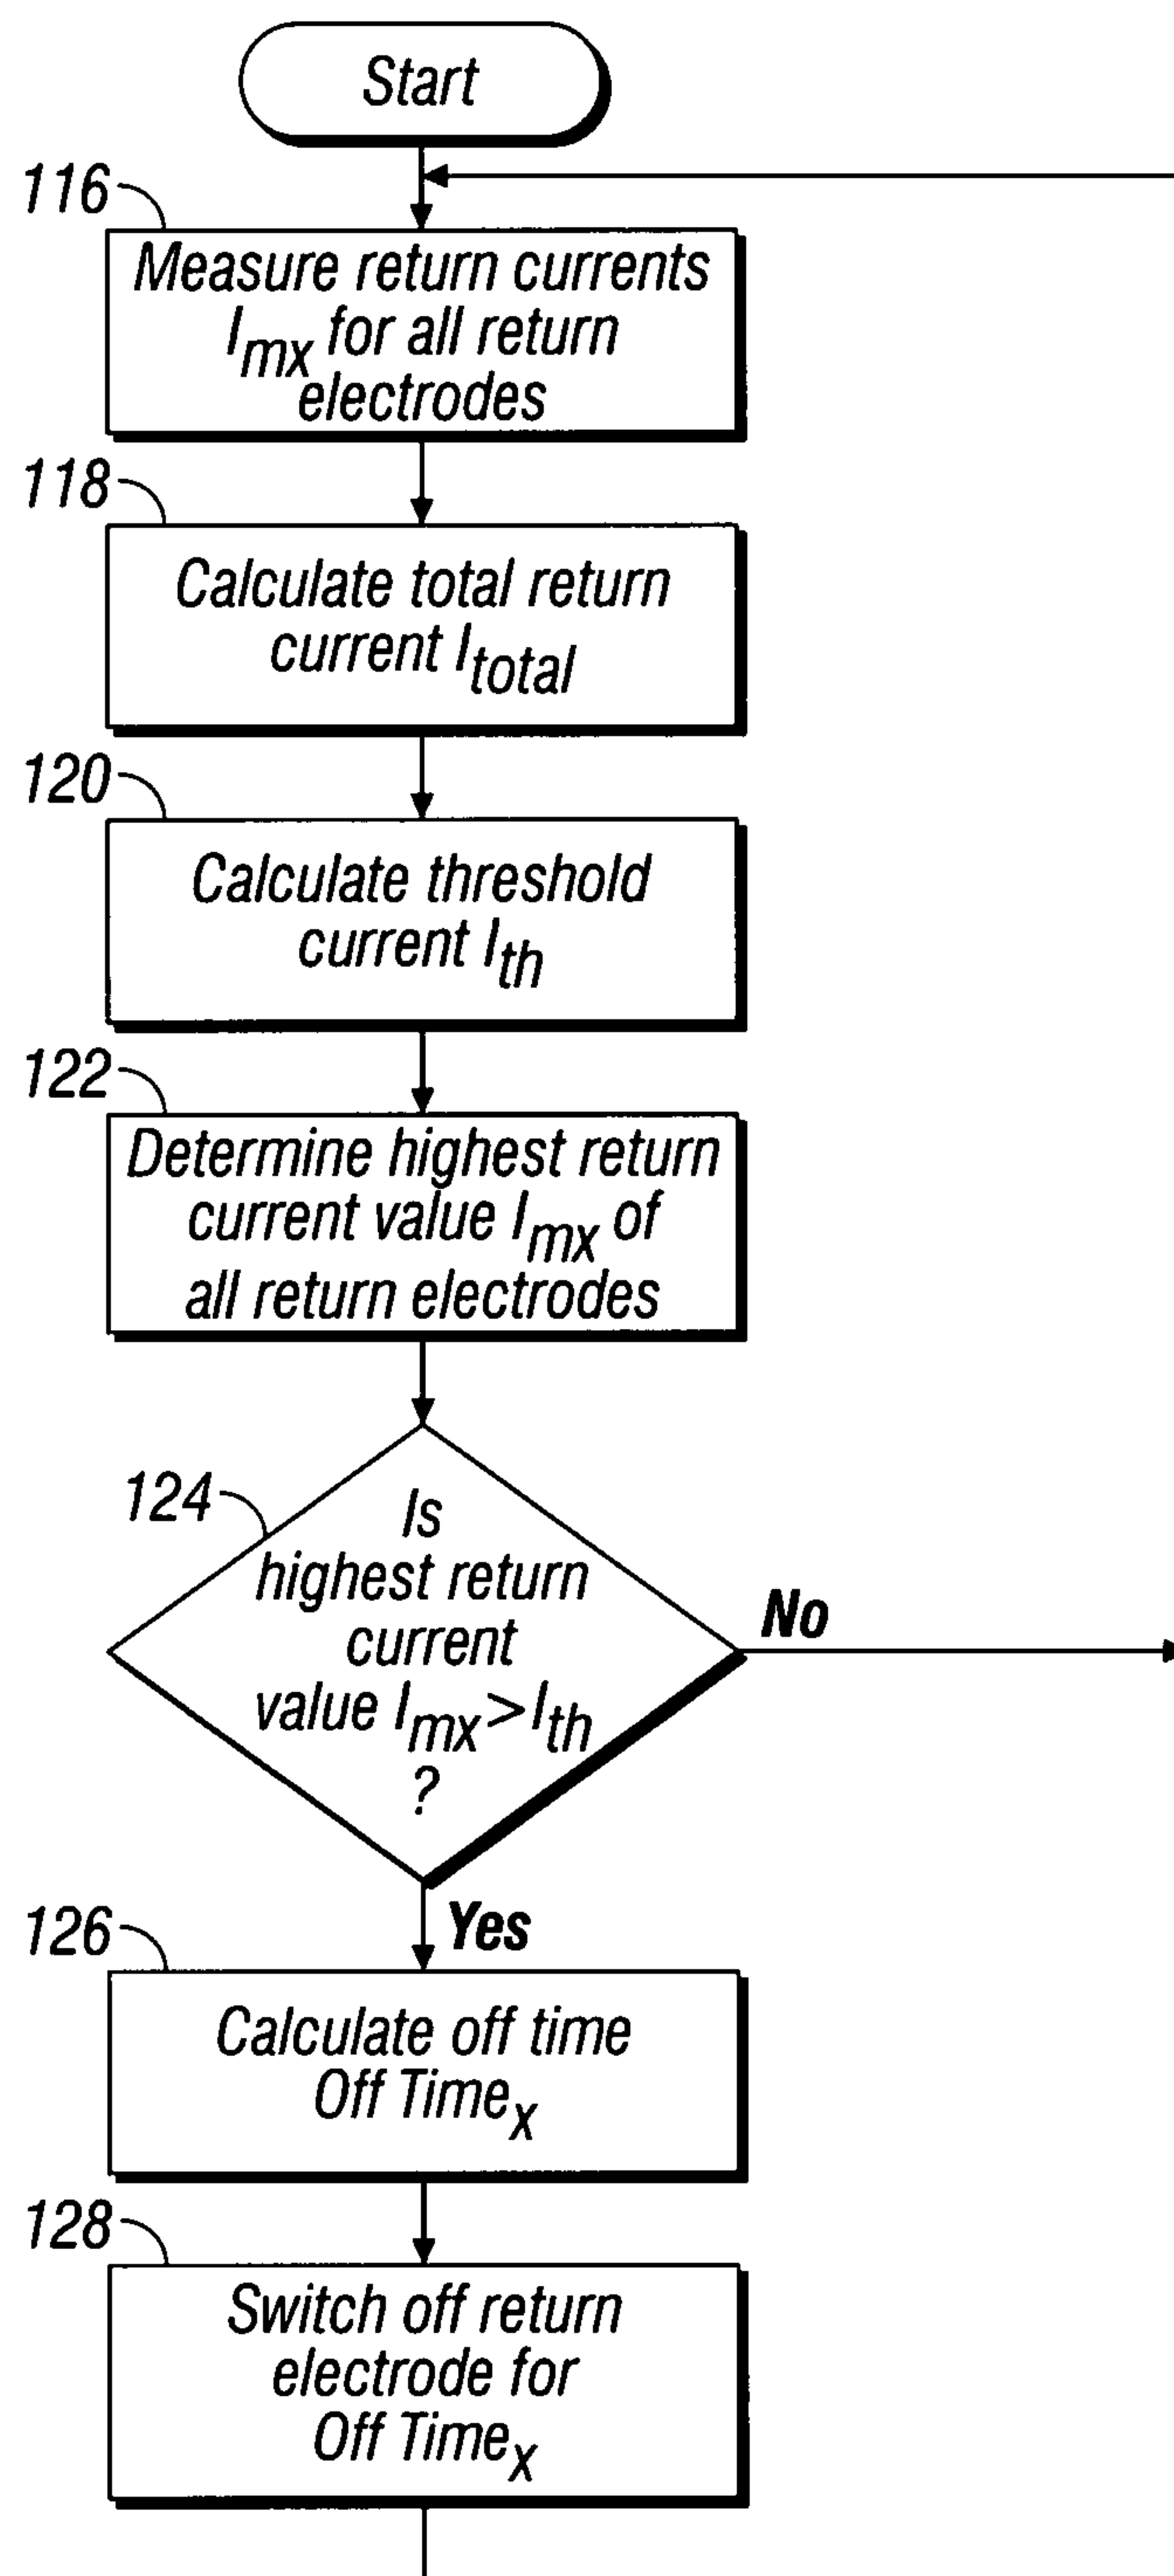 Start
116
Measure return currents
Imx for all return
electrodes
118
Calculate total return
current Itotal
120
Calculate threshold
current Ith
122
Determine highest return
current value Imx of
all return electrodes
124
Is
highest return
current
value Imx>Ith
?
No
Yes
126
Calculate off time
Off Timex
128
Switch off return
electrode for
Off Timex